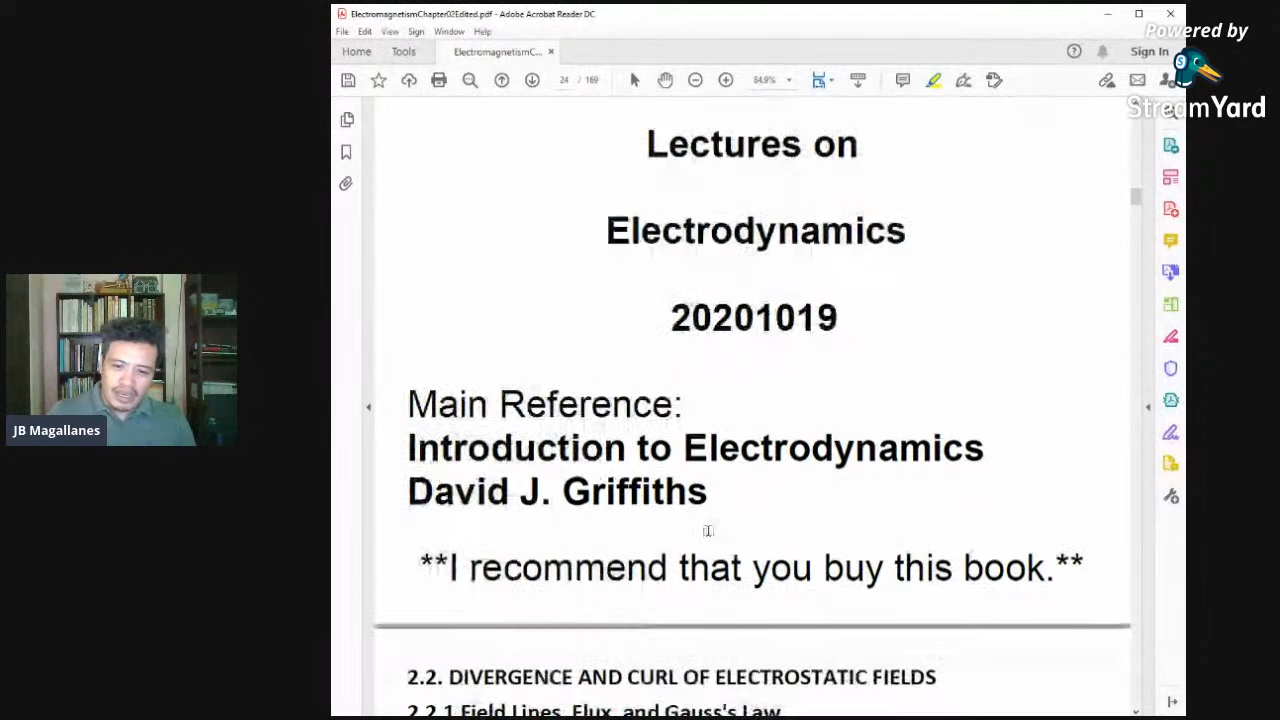 ElectromagnetismChapter02Edited.pdf - Adobe Acrobat Reader DC
File Edit View Sign Window Help
Home Tools ElectromagnetismC... × Sign In
24 / 169 64.9%
Powered by
StreamYard
Lectures on
Electrodynamics
20201019
Main Reference:
Introduction to Electrodynamics
David J. Griffiths
**I recommend that you buy this book.**
2.2. DIVERGENCE AND CURL OF ELECTROSTATIC FIELDS
2.2.1 Field Lines, Flux, and Gauss's Law
JB Magallanes